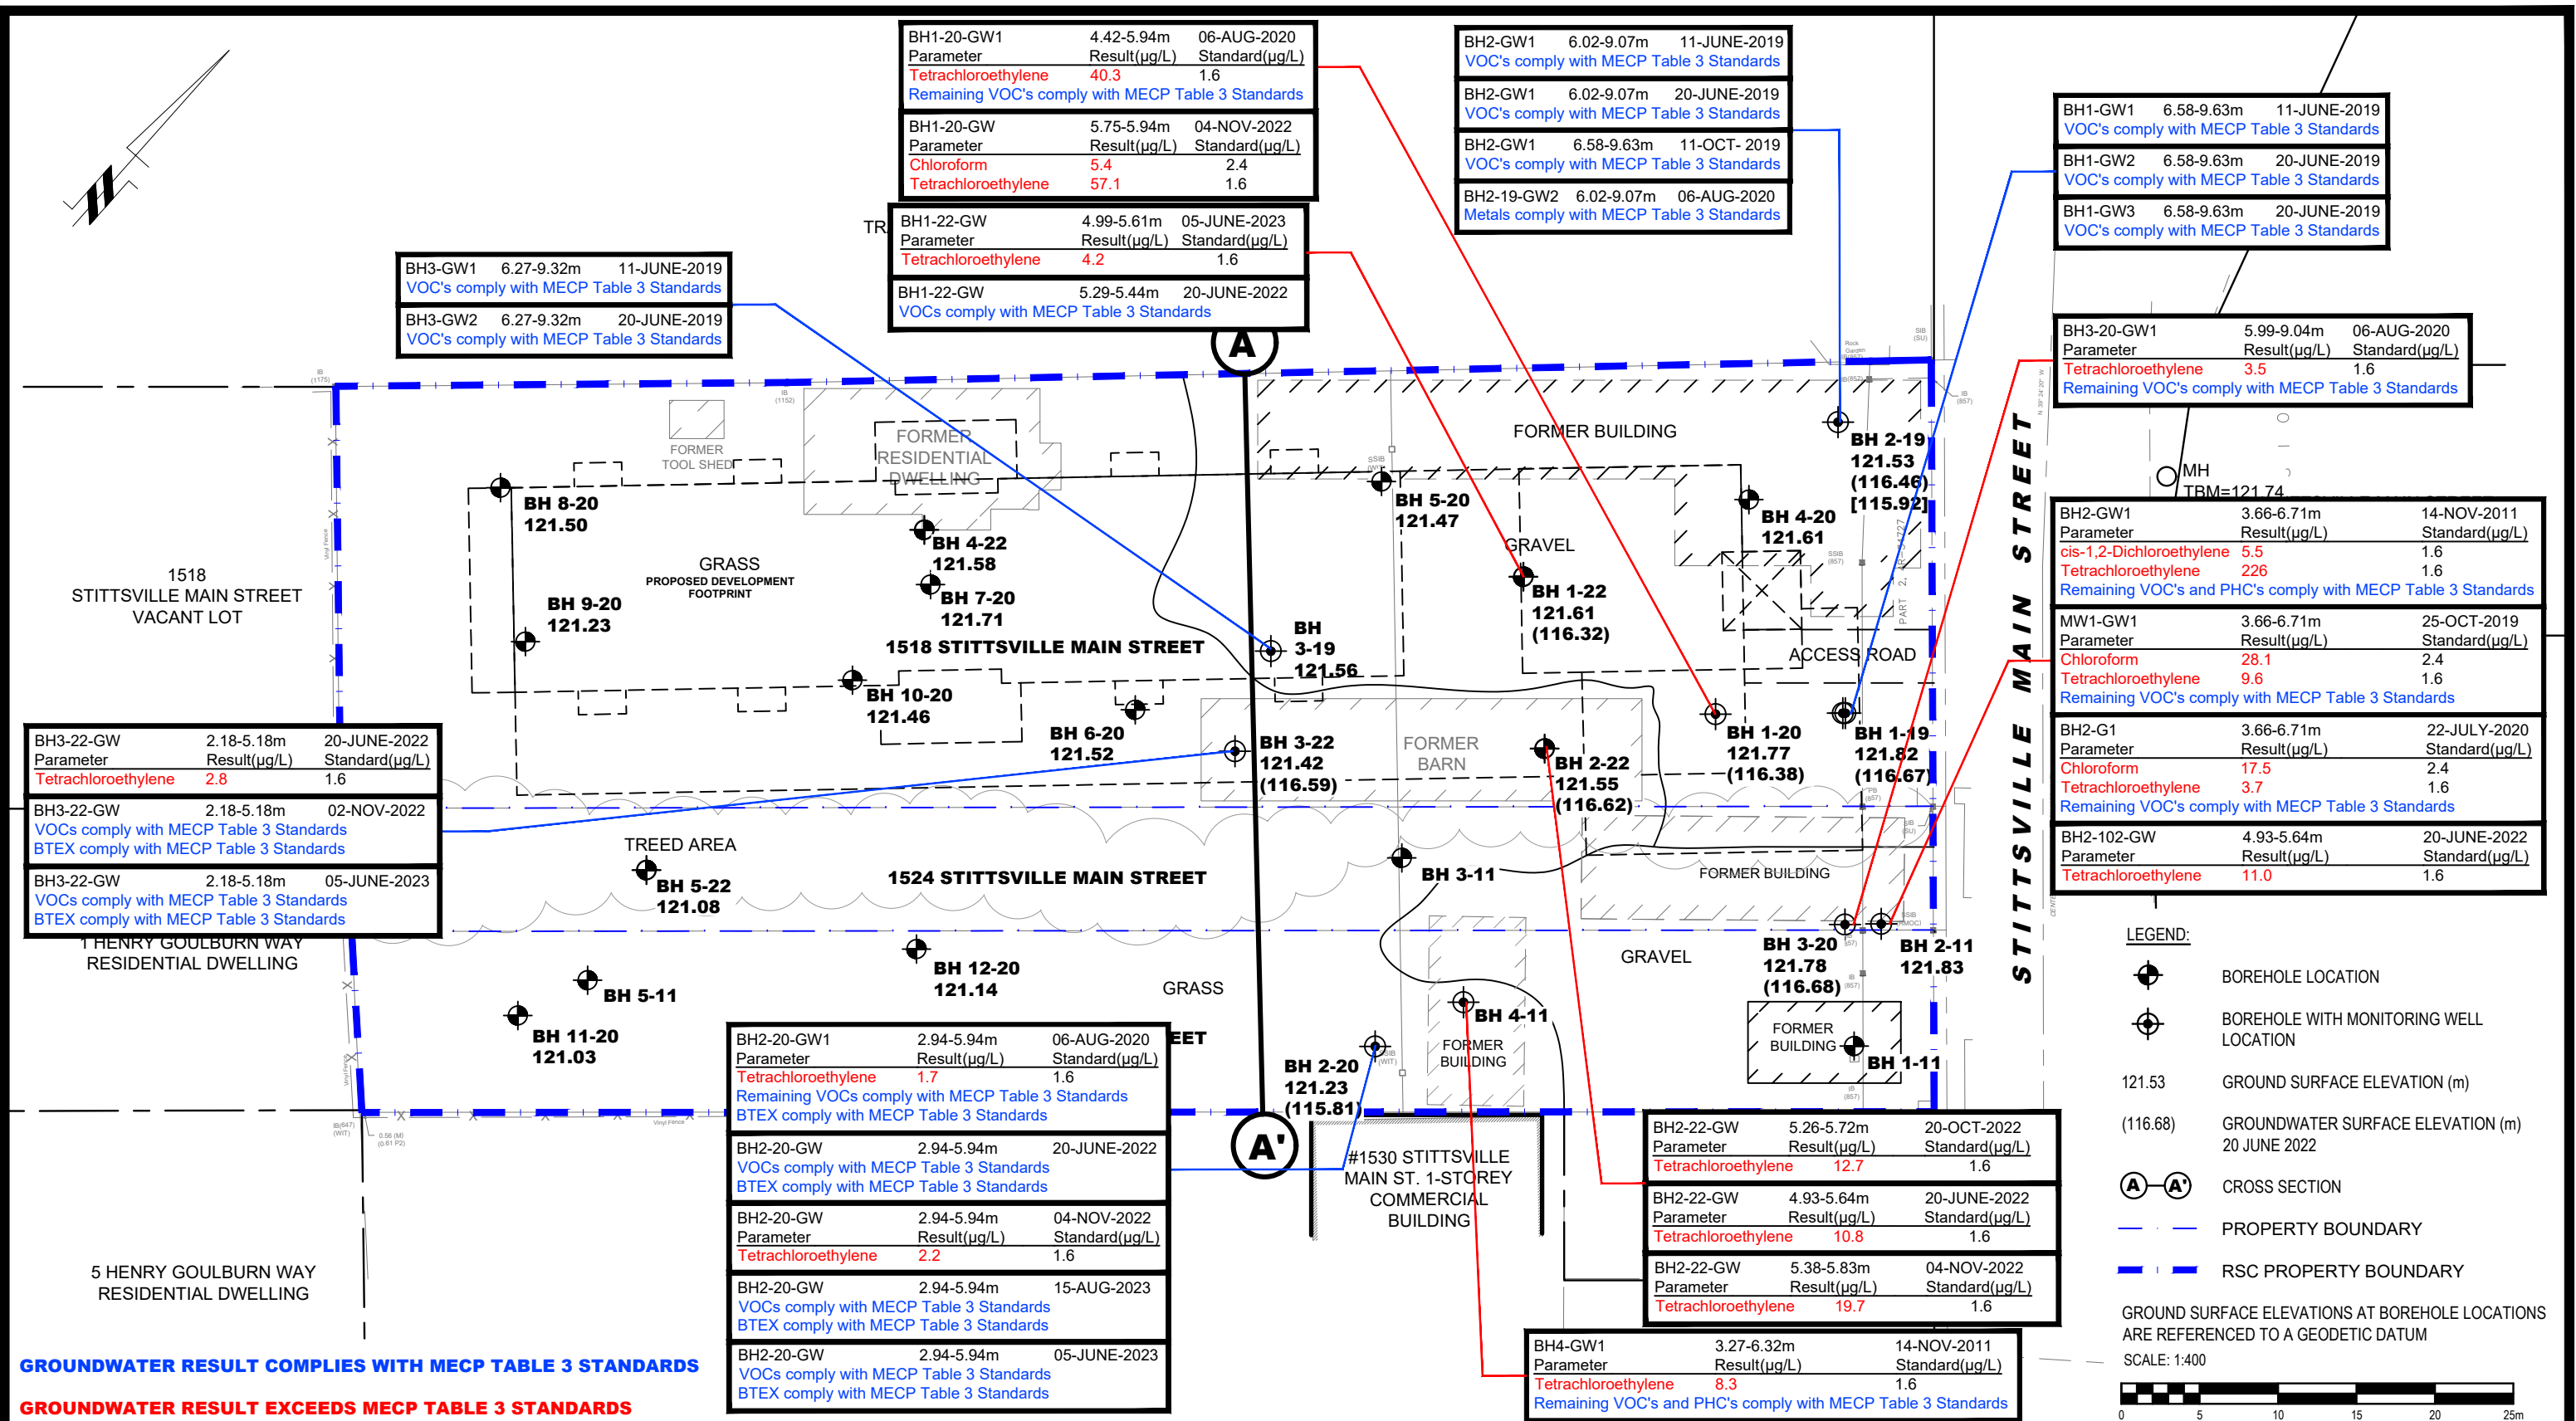 BH1-20-GW1 4.42-5.94m 06-AUG-2020
Parameter Result(µg/L) Standard(µg/L)
Tetrachloroethylene 40.3 1.6
Remaining VOC's comply with MECP Table 3 Standards
BH1-20-GW 5.75-5.94m 04-NOV-2022
Parameter Result(µg/L) Standard(µg/L)
Chloroform 5.4 2.4
Tetrachloroethylene 57.1 1.6
BH1-22-GW 4.99-5.61m 05-JUNE-2023
Parameter Result(µg/L) Standard(µg/L)
Tetrachloroethylene 4.2 1.6
BH1-22-GW 5.29-5.44m 20-JUNE-2022
VOCs comply with MECP Table 3 Standards
TR
BH2-GW1 6.02-9.07m 11-JUNE-2019
VOC's comply with MECP Table 3 Standards
BH2-GW1 6.02-9.07m 20-JUNE-2019
VOC's comply with MECP Table 3 Standards
BH2-GW1 6.58-9.63m 11-OCT- 2019
VOC's comply with MECP Table 3 Standards
BH2-19-GW2 6.02-9.07m 06-AUG-2020
Metals comply with MECP Table 3 Standards
BH1-GW1 6.58-9.63m 11-JUNE-2019
VOC's comply with MECP Table 3 Standards
BH1-GW2 6.58-9.63m 20-JUNE-2019
VOC's comply with MECP Table 3 Standards
BH1-GW3 6.58-9.63m 20-JUNE-2019
VOC's comply with MECP Table 3 Standards
BH3-GW1 6.27-9.32m 11-JUNE-2019
VOC's comply with MECP Table 3 Standards
BH3-GW2 6.27-9.32m 20-JUNE-2019
VOC's comply with MECP Table 3 Standards
BH3-20-GW1 5.99-9.04m 06-AUG-2020
Parameter Result(µg/L) Standard(µg/L)
Tetrachloroethylene 3.5 1.6
Remaining VOC's comply with MECP Table 3 Standards
A
IB
(1175)
IB
(1152)
Rock
Garden
SIB
(SU)
IB
(857)
N 39° 24' 20" W
FORMER
TOOL SHED
FORMER
RESIDENTIAL
DWELLING
FORMER BUILDING
SSIB
(WIT)
BH 2-19
121.53
(116.46)
[115.92]
MH
TBM=121.74
BH 8-20
121.50
BH 5-20
121.47
BH 4-20
121.61
BH 4-22
121.58
GRAVEL
SSIB
(857)
GRASS
PROPOSED DEVELOPMENT
FOOTPRINT
1518
STITTSVILLE MAIN STREET
VACANT LOT
Vinyl Fence
BH 9-20
121.23
BH 7-20
121.71
BH 1-22
121.61
(116.32)
BH
3-19
121.56
1518 STITTSVILLE MAIN STREET
ACCESS ROAD
STITTSVILLE MAIN STREET
BH 10-20
121.46
BH 6-20
121.52
BH 3-22
121.42
(116.59)
FORMER
BARN
BH 2-22
121.55
(116.62)
BH 1-20
121.77
(116.38)
BH 1-19
121.82
(116.67)
BH2-GW1 3.66-6.71m 14-NOV-2011
Parameter Result(µg/L) Standard(µg/L)
cis-1,2-Dichloroethylene 5.5 1.6
Tetrachloroethylene 226 1.6
Remaining VOC's and PHC's comply with MECP Table 3 Standards
MW1-GW1 3.66-6.71m 25-OCT-2019
Parameter Result(µg/L) Standard(µg/L)
Chloroform 28.1 2.4
Tetrachloroethylene 9.6 1.6
Remaining VOC's comply with MECP Table 3 Standards
BH2-G1 3.66-6.71m 22-JULY-2020
Parameter Result(µg/L) Standard(µg/L)
Chloroform 17.5 2.4
Tetrachloroethylene 3.7 1.6
Remaining VOC's comply with MECP Table 3 Standards
BH2-102-GW 4.93-5.64m 20-JUNE-2022
Parameter Result(µg/L) Standard(µg/L)
Tetrachloroethylene 11.0 1.6
BH3-22-GW 2.18-5.18m 20-JUNE-2022
Parameter Result(µg/L) Standard(µg/L)
Tetrachloroethylene 2.8 1.6
BH3-22-GW 2.18-5.18m 02-NOV-2022
VOCs comply with MECP Table 3 Standards
BTEX comply with MECP Table 3 Standards
BH3-22-GW 2.18-5.18m 05-JUNE-2023
VOCs comply with MECP Table 3 Standards
BTEX comply with MECP Table 3 Standards
1 HENRY GOULBURN WAY
RESIDENTIAL DWELLING
TREED AREA
BH 5-22
121.08
1524 STITTSVILLE MAIN STREET
BH 3-11
FORMER BUILDING
BH 12-20
121.14
GRASS
GRAVEL
BH 3-20
121.78
(116.68)
BH 2-11
121.83
BH 5-11
BH 11-20
121.03
BH 4-11
FORMER
BUILDING
FORMER
BUILDING
BH 1-11
BH 2-20
121.23
(115.81)
EET
Vinyl Fence
IB(647)
(WIT)
0.56 (M)
(0.61 P2)
A'
BH2-20-GW1 2.94-5.94m 06-AUG-2020
Parameter Result(µg/L) Standard(µg/L)
Tetrachloroethylene 1.7 1.6
Remaining VOCs comply with MECP Table 3 Standards
BTEX comply with MECP Table 3 Standards
BH2-20-GW 2.94-5.94m 20-JUNE-2022
VOCs comply with MECP Table 3 Standards
BTEX comply with MECP Table 3 Standards
BH2-20-GW 2.94-5.94m 04-NOV-2022
Parameter Result(µg/L) Standard(µg/L)
Tetrachloroethylene 2.2 1.6
BH2-20-GW 2.94-5.94m 15-AUG-2023
VOCs comply with MECP Table 3 Standards
BTEX comply with MECP Table 3 Standards
BH2-20-GW 2.94-5.94m 05-JUNE-2023
VOCs comply with MECP Table 3 Standards
BTEX comply with MECP Table 3 Standards
#1530 STITTSVILLE
MAIN ST. 1-STOREY
COMMERCIAL
BUILDING
BH2-22-GW 5.26-5.72m 20-OCT-2022
Parameter Result(µg/L) Standard(µg/L)
Tetrachloroethylene 12.7 1.6
BH2-22-GW 4.93-5.64m 20-JUNE-2022
Parameter Result(µg/L) Standard(µg/L)
Tetrachloroethylene 10.8 1.6
BH2-22-GW 5.38-5.83m 04-NOV-2022
Parameter Result(µg/L) Standard(µg/L)
Tetrachloroethylene 19.7 1.6
BH4-GW1 3.27-6.32m 14-NOV-2011
Parameter Result(µg/L) Standard(µg/L)
Tetrachloroethylene 8.3 1.6
Remaining VOC's and PHC's comply with MECP Table 3 Standards
5 HENRY GOULBURN WAY
RESIDENTIAL DWELLING
GROUNDWATER RESULT COMPLIES WITH MECP TABLE 3 STANDARDS
GROUNDWATER RESULT EXCEEDS MECP TABLE 3 STANDARDS
LEGEND:
BOREHOLE LOCATION
BOREHOLE WITH MONITORING WELL
LOCATION
121.53 GROUND SURFACE ELEVATION (m)
(116.68) GROUNDWATER SURFACE ELEVATION (m)
20 JUNE 2022
A A' CROSS SECTION
PROPERTY BOUNDARY
RSC PROPERTY BOUNDARY
GROUND SURFACE ELEVATIONS AT BOREHOLE LOCATIONS
ARE REFERENCED TO A GEODETIC DATUM
SCALE: 1:400
0 5 10 15 20 25m